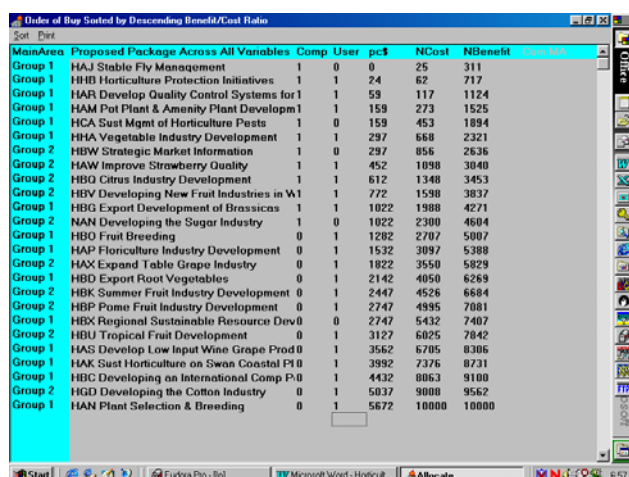 Order of Buy Sorted by Descending Benefit/Cost Ratio
Sort Print
MainArea Proposed Package Across All Variables Comp User pc$ NCost NBenefit Cum MA
Group 1 HAJ Stable Fly Management 1 0 0 25 311
Group 1 HHB Horticulture Protection Initiatives 1 1 24 62 717
Group 1 HAR Develop Quality Control Systems for 1 1 59 117 1124
Group 1 HAM Pot Plant & Amenity Plant Developm 1 1 159 273 1525
Group 1 HCA Sust Mgmt of Horticulture Pests 1 0 159 453 1894
Group 1 HHA Vegetable Industry Development 1 1 297 668 2321
Group 2 HBW Strategic Market Information 1 0 297 856 2636
Group 2 HAW Improve Strawberry Quality 1 1 452 1098 3040
Group 2 HBQ Citrus Industry Development 1 1 612 1348 3453
Group 2 HBV Developing New Fruit Industries in W 1 1 772 1598 3837
Group 1 HBG Export Development of Brassicas 1 1 1022 1988 4271
Group 2 NAN Developing the Sugar Industry 1 0 1022 2300 4604
Group 1 HBO Fruit Breeding 0 1 1282 2707 5007
Group 1 HAP Floriculture Industry Development 0 1 1532 3097 5388
Group 2 HAX Expand Table Grape Industry 0 1 1822 3550 5829
Group 1 HBD Export Root Vegetables 0 1 2142 4050 6269
Group 2 HBK Summer Fruit Industry Development 0 1 2447 4526 6684
Group 2 HBP Pome Fruit Industry Development 0 1 2747 4995 7081
Group 1 HBX Regional Sustainable Resource Dev 0 0 2747 5432 7407
Group 2 HBU Tropical Fruit Development 0 1 3127 6025 7842
Group 1 HAS Develop Low Input Wine Grape Prod 0 1 3562 6705 8306
Group 1 HAK Sust Horticulture on Swan Coastal Pl 0 1 3992 7376 8731
Group 1 HBC Developing an International Comp P 0 1 4432 8063 9100
Group 2 HGD Developing the Cotton Industry 0 1 5037 9008 9562
Group 1 HAN Plant Selection & Breeding 0 1 5672 10000 10000
Office
Start Eudora Pro - [In] Microsoft Word - Horticult Allocate 6:57